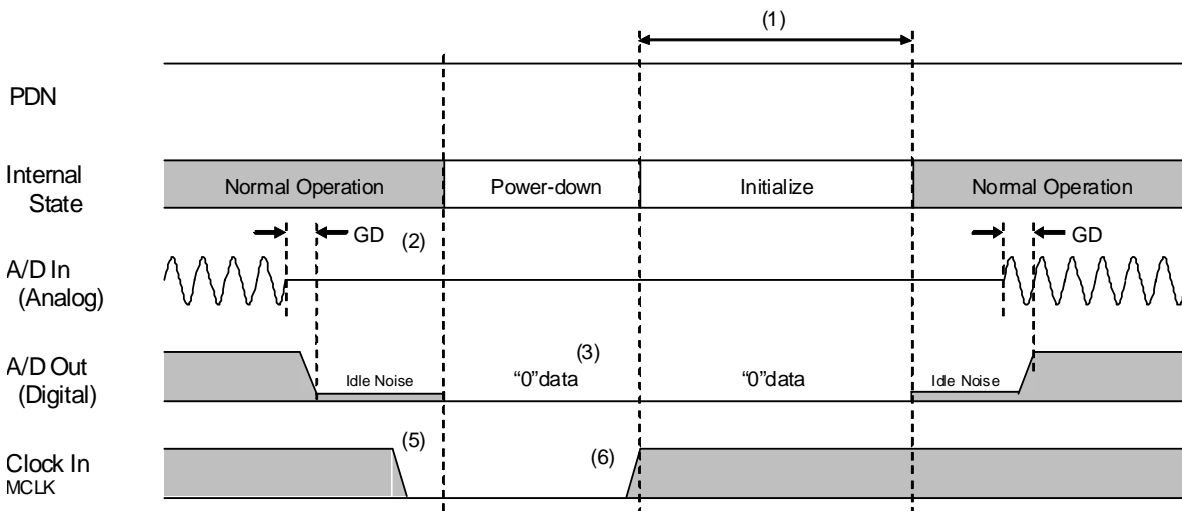 (1)
PDN
Internal
State
Normal Operation
Power-down
Initialize
Normal Operation
GD
(2)
GD
A/D In
(Analog)
A/D Out
(Digital)
Idle Noise
(3)
“0”data
“0”data
Idle Noise
Clock In
MCLK
(5)
(6)